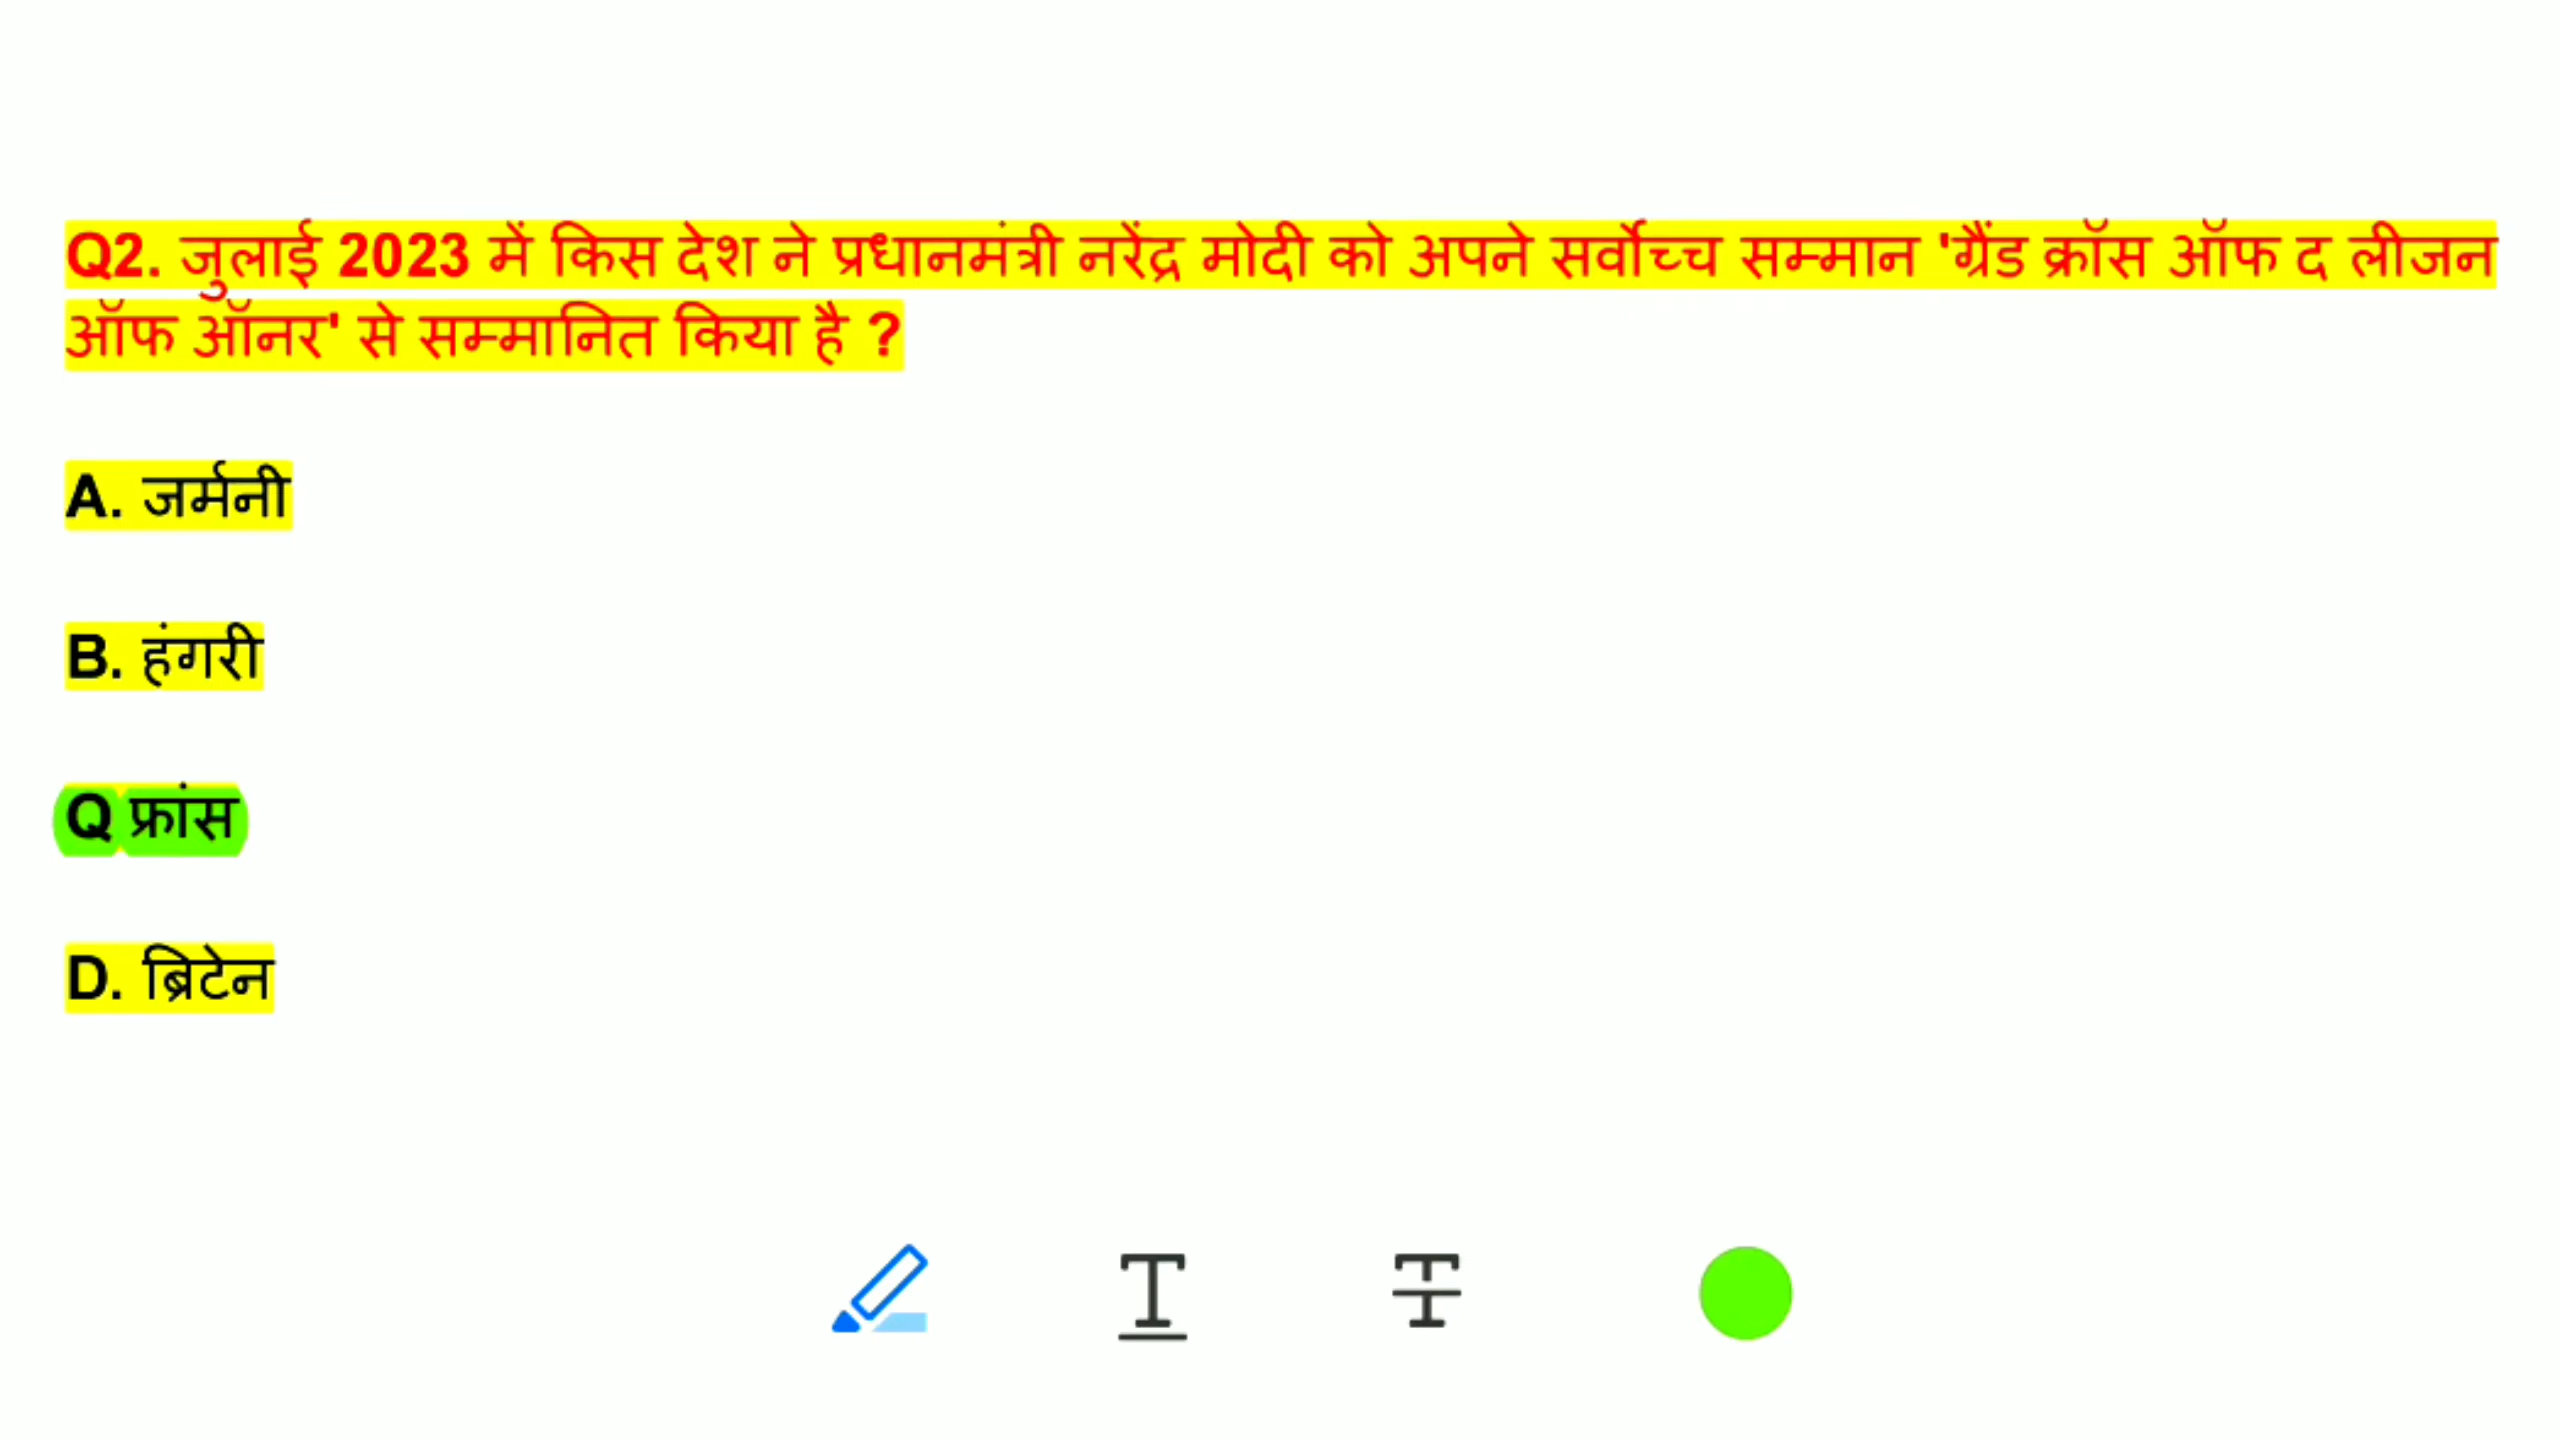 Q2. जुलाई 2023 में किस देश ने प्रधानमंत्री नरेंद्र मोदी को अपने सर्वोच्च सम्मान 'ग्रैंड क्रॉस ऑफ द लीजन
ऑफ ऑनर' से सम्मानित किया है ?
A. जर्मनी
B. हंगरी
Q फ्रांस
D. ब्रिटेन